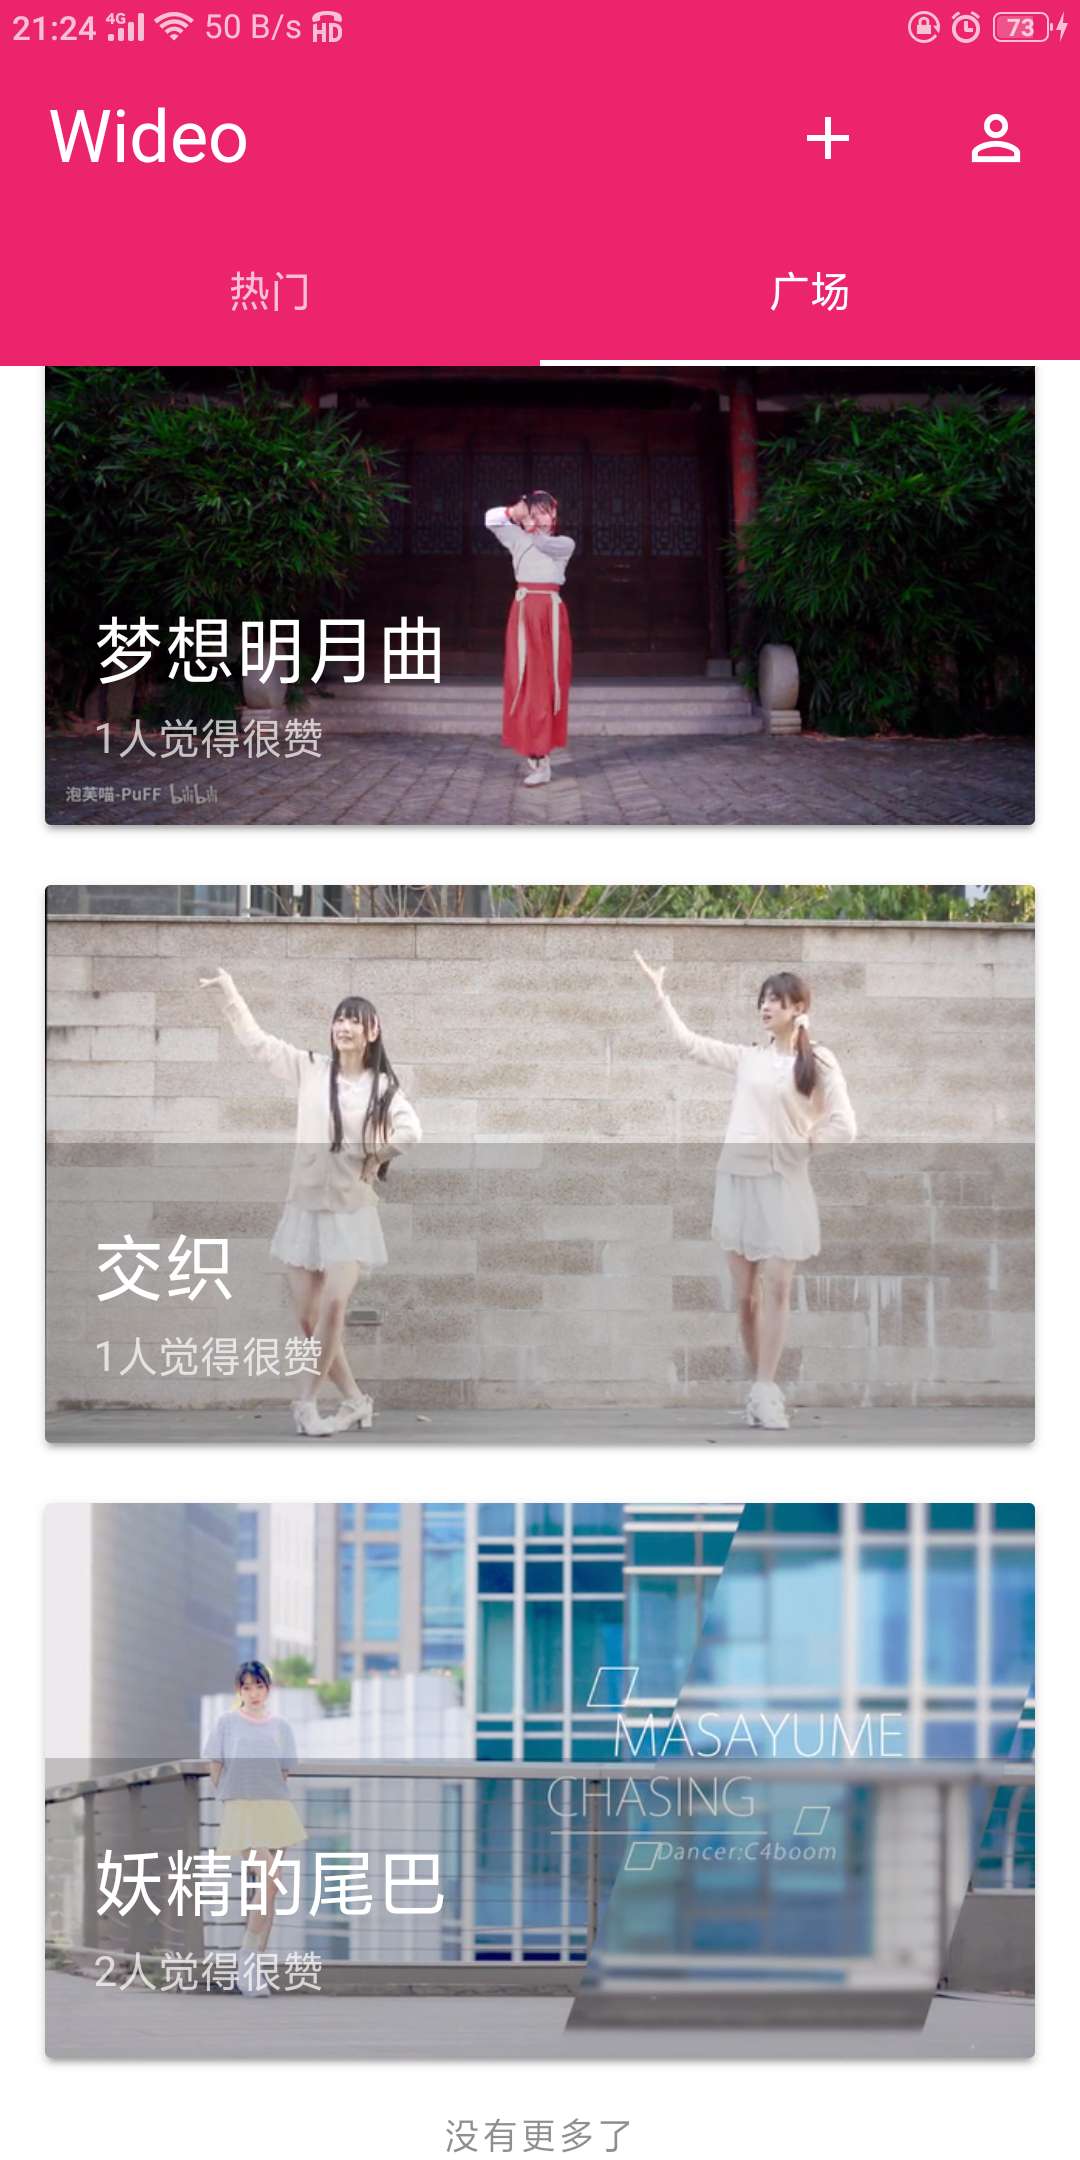 21:24 4G 50 B/s HD 73
Wideo
热门 广场
梦想明月曲
1人觉得很赞
泡芙喵-PuFF bilibili
交织
1人觉得很赞
MASAYUME
CHASING
Dancer:C4boom
妖精的尾巴
2人觉得很赞
没有更多了